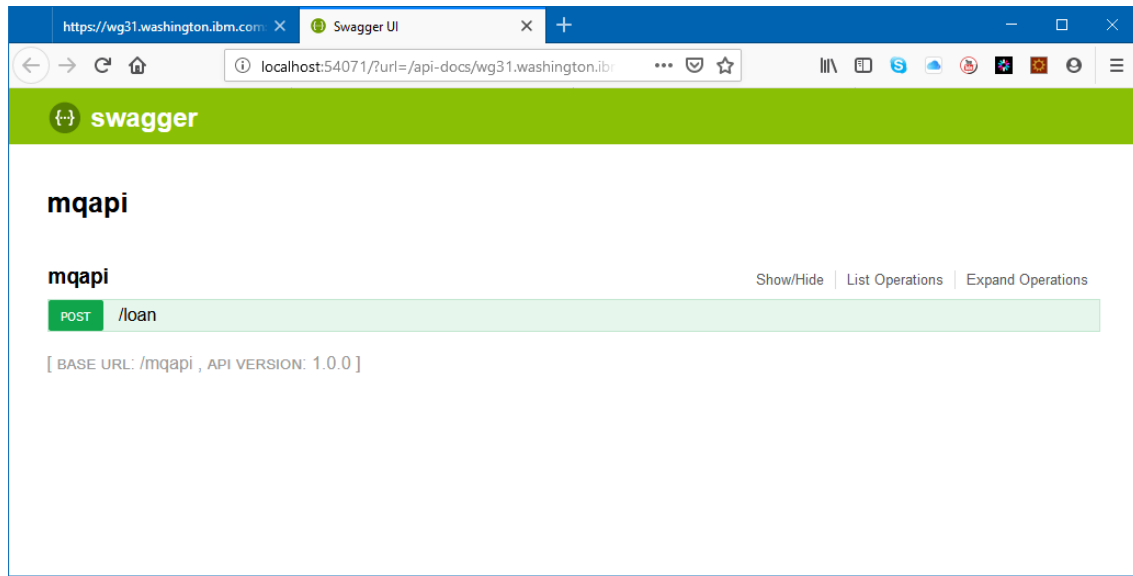 https://wg31.washington.ibm.com
Swagger UI
localhost:54071/?url=/api-docs/wg31.washington.ibr
{···} swagger
mqapi
mqapi
Show/Hide List Operations Expand Operations
POST /loan
[ BASE URL: /mqapi , API VERSION: 1.0.0 ]